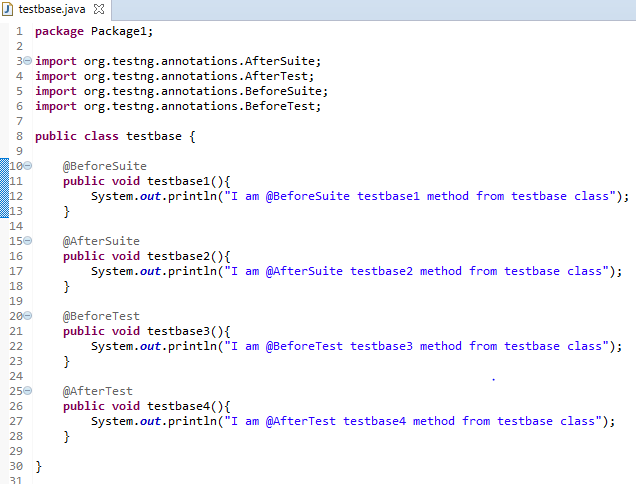 testbase.java
1 package Package1;
2
3 import org.testng.annotations.AfterSuite;
4 import org.testng.annotations.AfterTest;
5 import org.testng.annotations.BeforeSuite;
6 import org.testng.annotations.BeforeTest;
7
8 public class testbase {
9
10 @BeforeSuite
11 public void testbase1(){
12 System.out.println("I am @BeforeSuite testbase1 method from testbase class");
13 }
14
15 @AfterSuite
16 public void testbase2(){
17 System.out.println("I am @AfterSuite testbase2 method from testbase class");
18 }
19
20 @BeforeTest
21 public void testbase3(){
22 System.out.println("I am @BeforeTest testbase3 method from testbase class");
23 }
24
25 @AfterTest
26 public void testbase4(){
27 System.out.println("I am @AfterTest testbase4 method from testbase class");
28 }
29
30 }
31